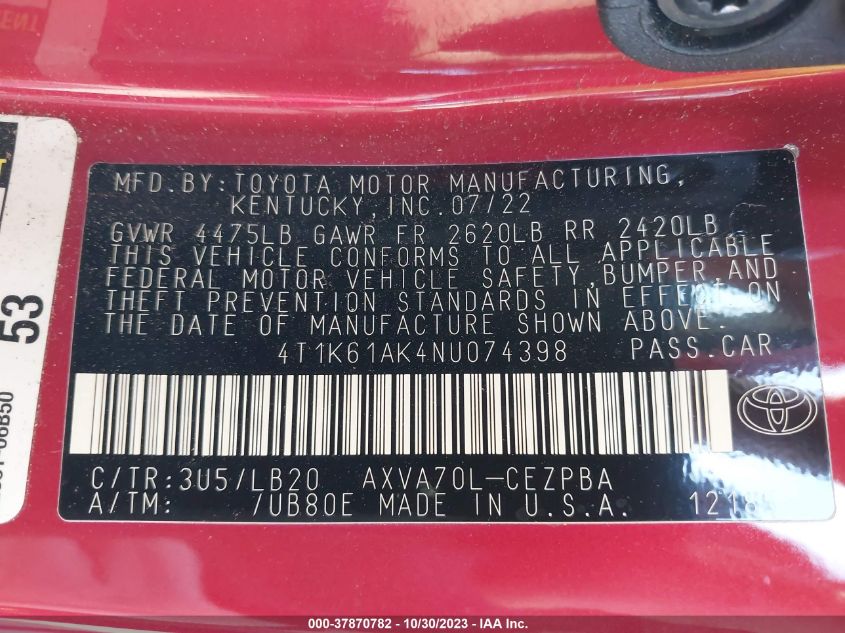 MFD.BY:TOYOTA MOTOR MANUFACTURING,
KENTUCKY,INC.07/22
GVWR 4475LB GAWR FR 2620LB RR 2420LB
THIS VEHICLE CONFORMS TO ALL APPLICABLE
FEDERAL MOTOR VEHICLE SAFETY,BUMPER,AND
THEFT PREVENTION STANDARDS IN EFFECT ON
THE DATE OF MANUFACTURE SHOWN ABOVE.
4T1K61AK4NU074398 PASS.CAR
C/TR:3U5/LB20 AXVA70L-CEZPBA
A/TM: /UB80E MADE IN U.S.A.
53
000-37870782 / 10/30/2023 - IAA Inc.